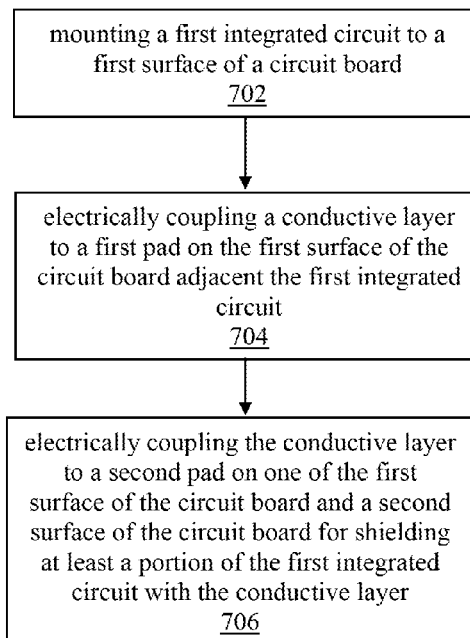 mounting a first integrated circuit to a
first surface of a circuit board
702
electrically coupling a conductive layer
to a first pad on the first surface of the
circuit board adjacent the first integrated
circuit
704
electrically coupling the conductive layer
to a second pad on one of the first
surface of the circuit board and a second
surface of the circuit board for shielding
at least a portion of the first integrated
circuit with the conductive layer
706